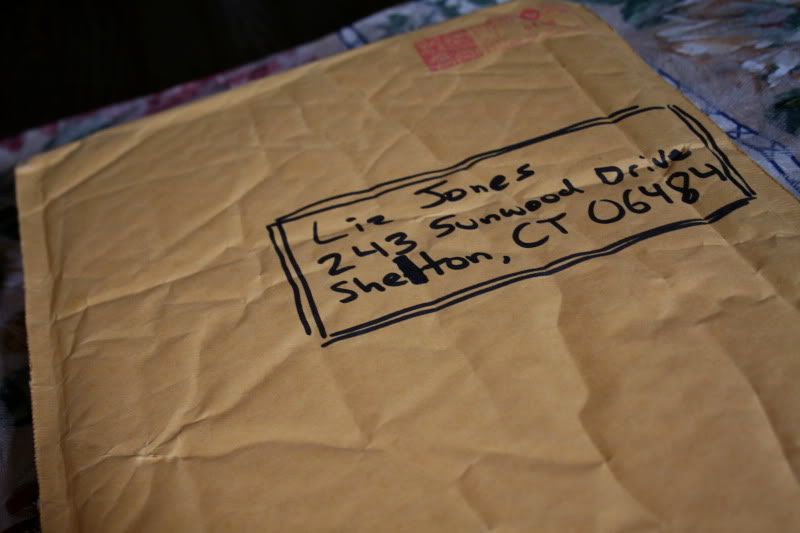 Liz Jones
243 Sunwood Drive
Shelton, CT 06484